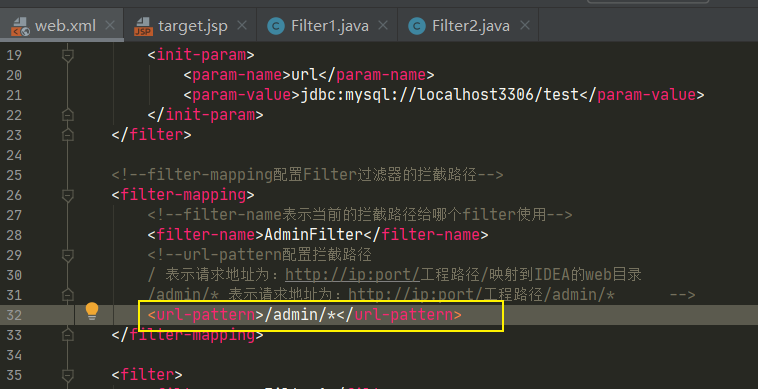 web.xml target.jsp Filter1.java Filter2.java
19 <init-param>
20 <param-name>url</param-name>
21 <param-value>jdbc:mysql://localhost3306/test</param-value>
22 </init-param>
23 </filter>
24
25 <!--filter-mapping配置Filter过滤器的拦截路径-->
26 <filter-mapping>
27 <!--filter-name表示当前的拦截路径给哪个filter使用-->
28 <filter-name>AdminFilter</filter-name>
29 <!--url-pattern配置拦截路径
30 / 表示请求地址为：http://ip:port/工程路径/映射到IDEA的web目录
31 /admin/* 表示请求地址为：http://ip:port/工程路径/admin/* -->
32 <url-pattern>/admin/*</url-pattern>
33 </filter-mapping>
34
35 <filter>